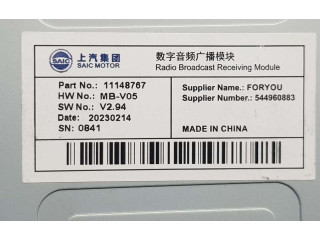 上汽集团
SAIC SAIC MOTOR
数字音频广播模块
Radio Broadcast Receiving Module
Part No.: 11148767
HW No.: MB-V05
SW No.: V2.94
Date: 20230214
SN: 0841
Supplier Name.: FORYOU
Supplier Number.: 544960883
MADE IN CHINA